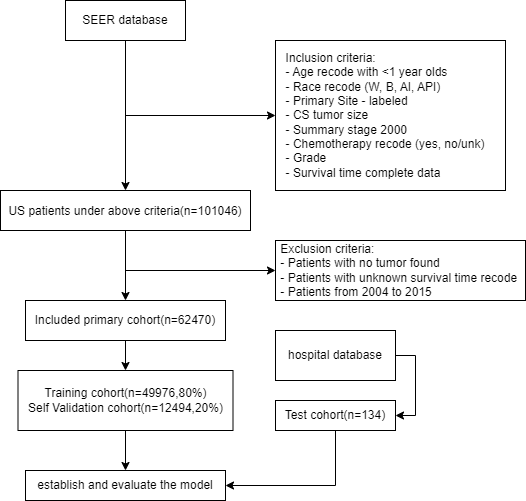 SEER database
Inclusion criteria:
- Age recode with <1 year olds
- Race recode (W, B, AI, API)
- Primary Site - labeled
- CS tumor size
- Summary stage 2000
- Chemotherapy recode (yes, no/unk)
- Grade
- Survival time complete data
US patients under above criteria(n=101046)
Exclusion criteria:
- Patients with no tumor found
- Patients with unknown survival time recode
- Patients from 2004 to 2015
Included primary cohort(n=62470)
hospital database
Training cohort(n=49976,80%)
Self Validation cohort(n=12494,20%)
Test cohort(n=134)
establish and evaluate the model